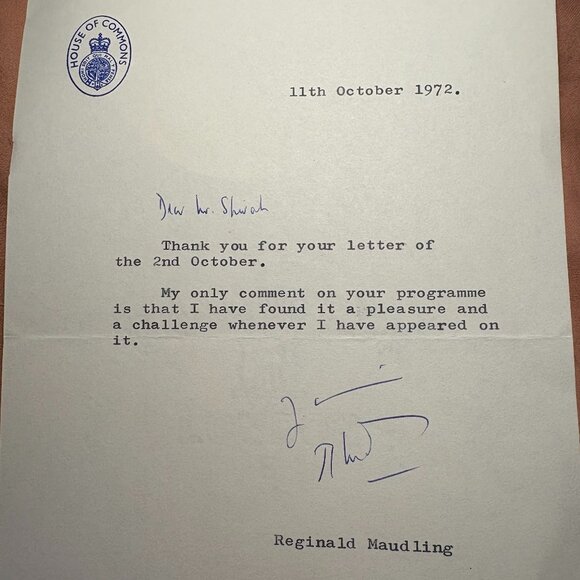 HOUSE OF COMMONS
11th October 1972.
Dear Mr.
Thank you for your letter of
the 2nd October.
My only comment on your programme
is that I have found it a pleasure and
a challenge whenever I have appeared on
it.
Reginald Maudling